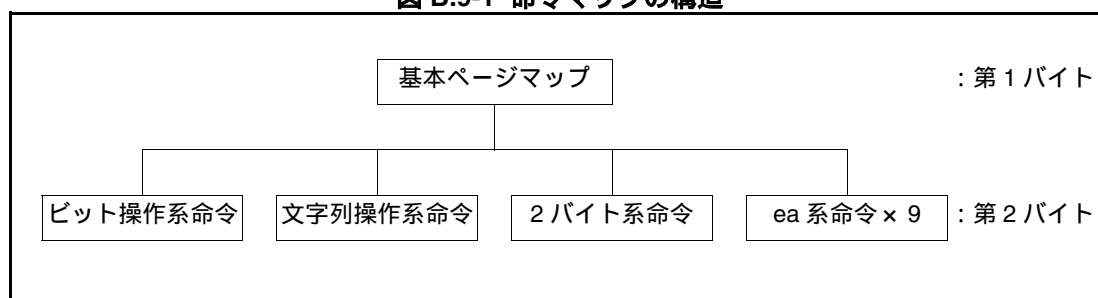 図 B.9-1 命令マップの構造
基本ページマップ :第 1 バイト
ビット操作系命令 文字列操作系命令 2 バイト系命令 ea 系命令 × 9 :第 2 バイト